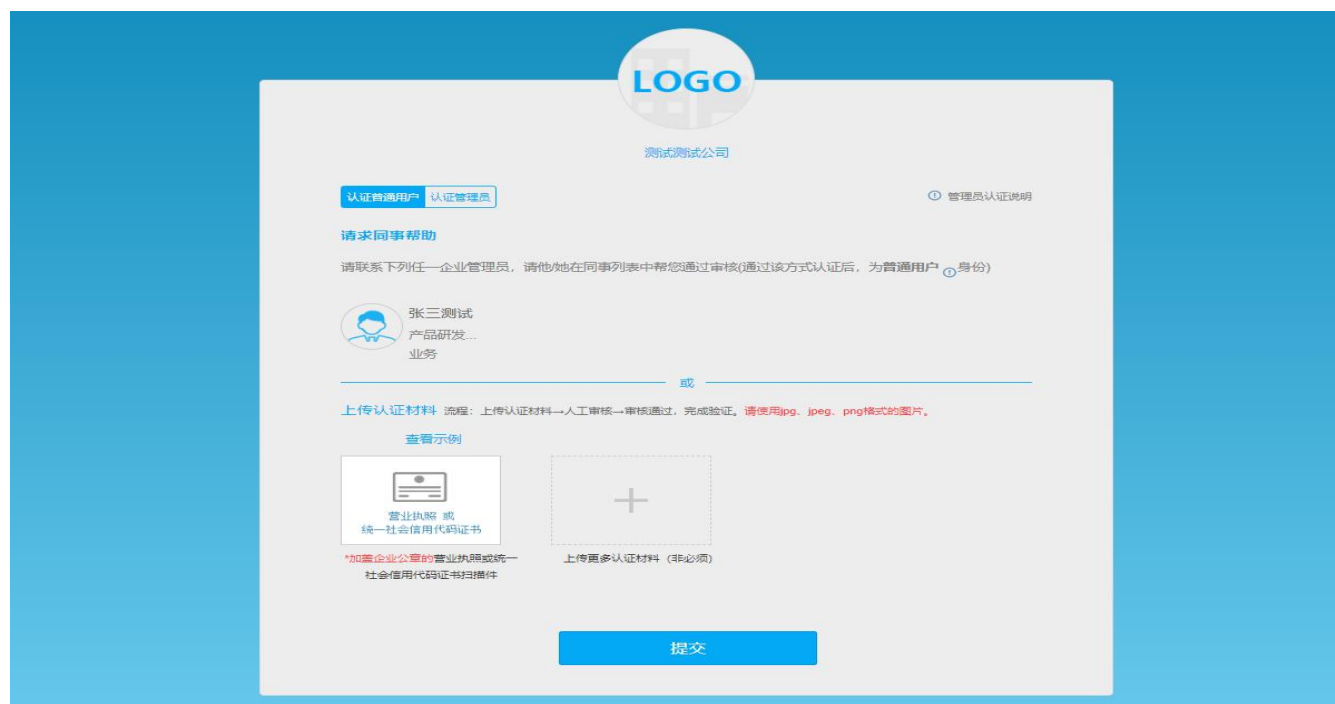 LOGO
测试测试公司
认证普通用户 认证管理员
管理员认证说明
请求同事帮助
请联系下列任一企业管理员，请他/她在同事列表中帮您通过审核(通过该方式认证后，为普通用户 身份)
张三测试
产品研发...
业务
或
上传认证材料 流程：上传认证材料→人工审核→审核通过，完成验证。请使用jpg、jpeg、png格式的图片。
查看示例
营业执照 或
统一社会信用代码证书
*加盖企业公章的营业执照或统一
社会信用代码证书扫描件
上传更多认证材料（非必须）
提交